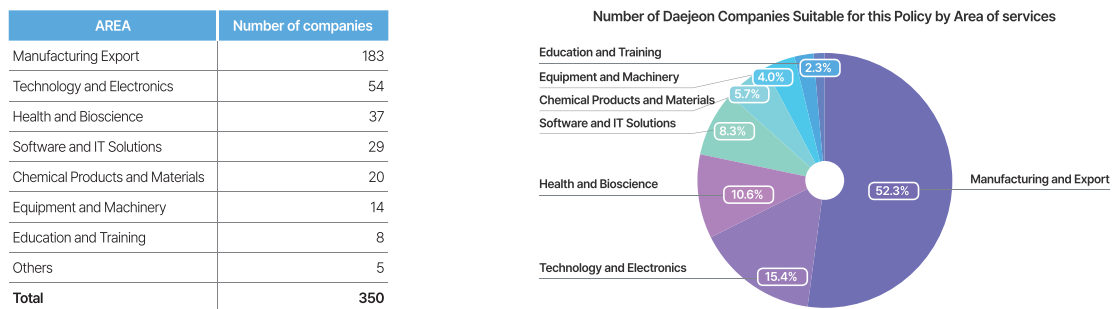 AREA Number of companies
Manufacturing Export 183
Technology and Electronics 54
Health and Bioscience 37
Software and IT Solutions 29
Chemical Products and Materials 20
Equipment and Machinery 14
Education and Training 8
Others 5
Total 350
Number of Daejeon Companies Suitable for this Policy by Area of services
Education and Training 2.3%
Equipment and Machinery 4.0%
Chemical Products and Materials 5.7%
Software and IT Solutions 8.3%
Health and Bioscience 10.6%
Technology and Electronics 15.4%
52.3% Manufacturing and Export